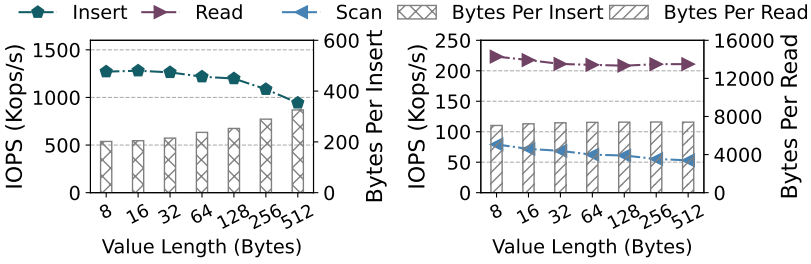 Insert Read Scan Bytes Per Insert Bytes Per Read
IOPS (Kops/s)
1500
1000
500
0
600
400
200
0
Bytes Per Insert
8 16 32 64 128 256 512
Value Length (Bytes)
IOPS (Kops/s)
250
200
150
100
50
0
16000
12000
8000
4000
0
Bytes Per Read
8 16 32 64 128 256 512
Value Length (Bytes)